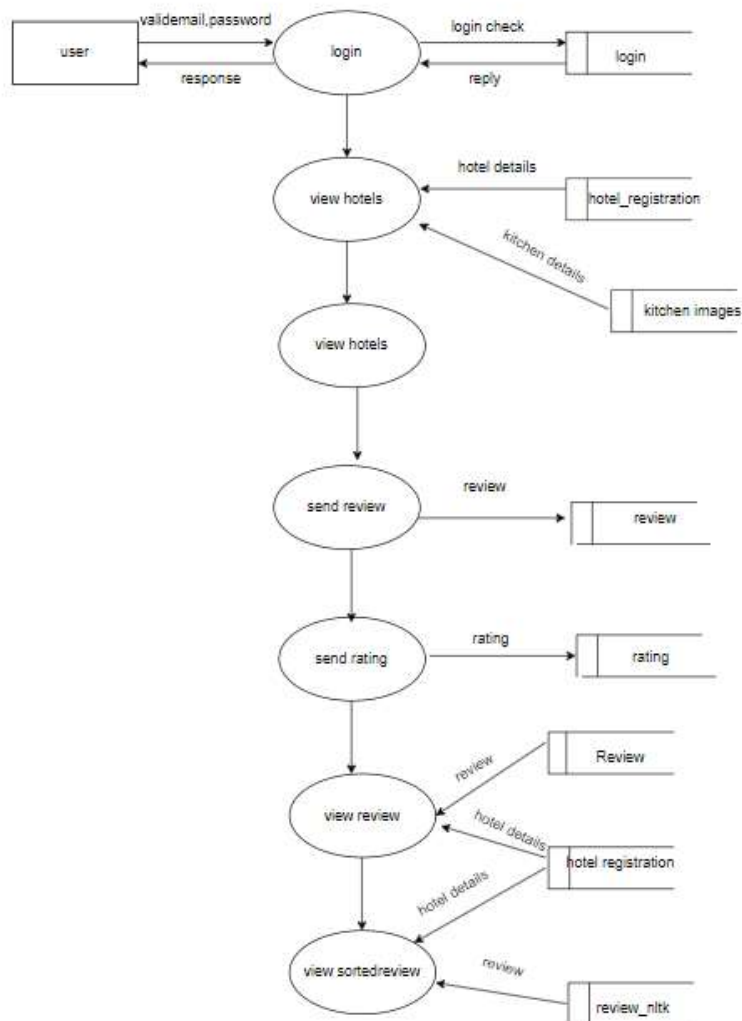 validemail,password
login check
user
login
login
response
reply
hotel details
view hotels
hotel_registration
kitchen details
kitchen images
view hotels
review
send review
review
rating
send rating
rating
Review
review
view review
hotel details
hotel registration
hotel details
view sortedreview
review
review_nltk